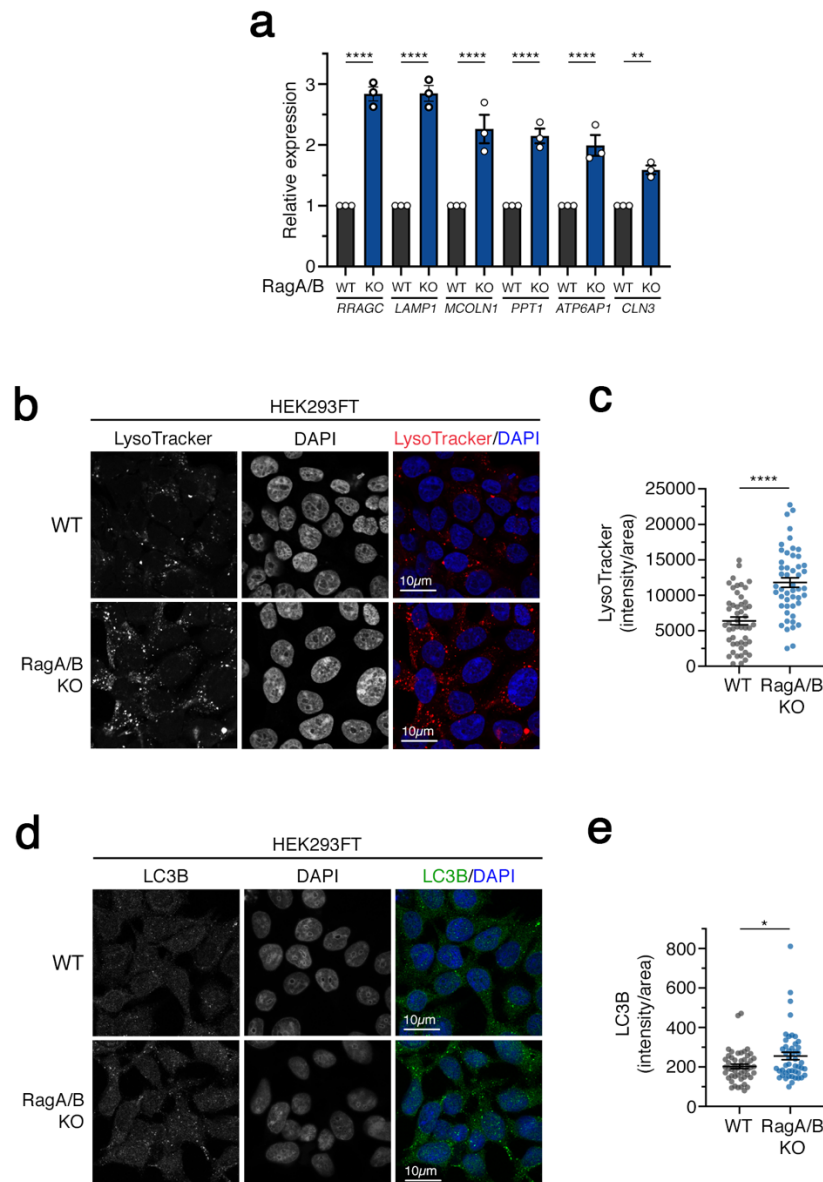 a
**** **** **** **** **** **
3
2
1
0
Relative expression
RagA/B
WT KO WT KO WT KO WT KO WT KO WT KO
RRAGC LAMP1 MCOLN1 PPT1 ATP6AP1 CLN3
b
HEK293FT
LysoTracker DAPI LysoTracker/DAPI
WT
10µm
RagA/B
KO
10µm
c
****
25000
20000
15000
10000
5000
0
LysoTracker
(intensity/area)
WT RagA/B
KO
d
HEK293FT
LC3B DAPI LC3B/DAPI
WT
10µm
RagA/B
KO
10µm
e
*
800
600
400
200
0
LC3B
(intensity/area)
WT RagA/B
KO